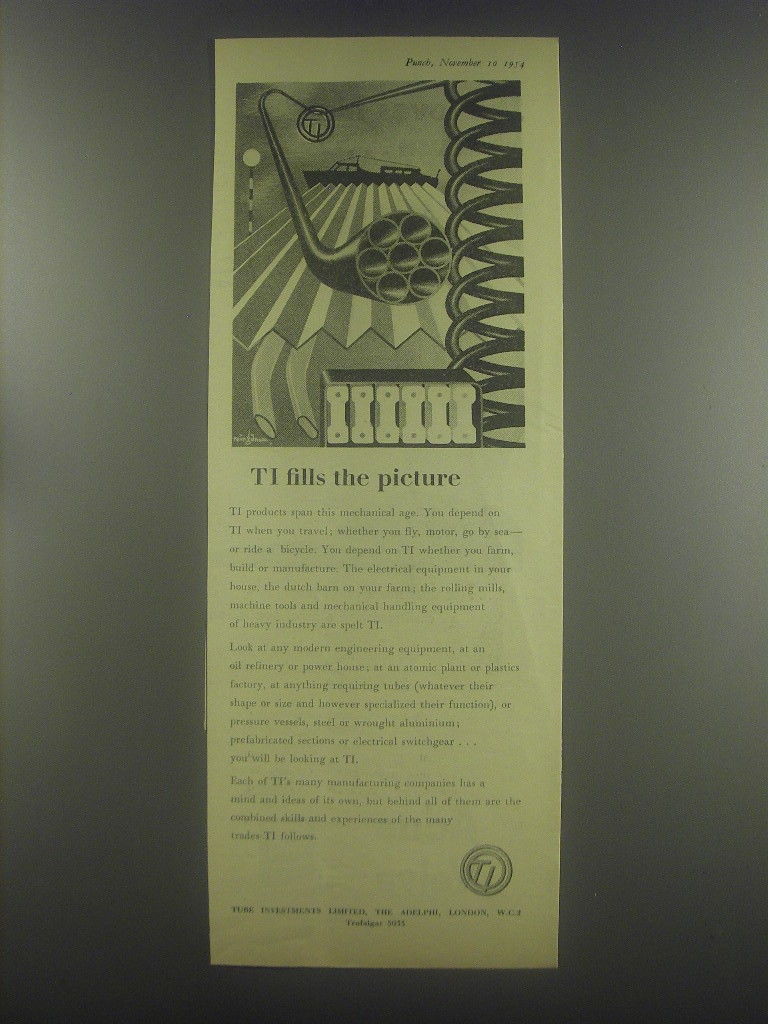 Punch, November 10 1954
TI
TI fills the picture
TI products span this mechanical age. You depend on
TI when you travel; whether you fly, motor, go by sea—
or ride a bicycle. You depend on TI whether you farm,
build or manufacture. The electrical equipment in your
house, the dutch barn on your farm; the rolling mills,
machine tools and mechanical handling equipment
of heavy industry are spelt TI.
Look at any modern engineering equipment, at an
oil refinery or power house; at an atomic plant or plastics
factory, at anything requiring tubes (whatever their
shape or size and however specialized their function), or
pressure vessels, steel or wrought aluminium;
prefabricated sections or electrical switchgear . . .
you will be looking at TI.
Each of TI's many manufacturing companies has a
mind and ideas of its own, but behind all of them are the
combined skills and experiences of the many
trades TI follows.
TI
TUBE INVESTMENTS LIMITED, THE ADELPHI, LONDON, W.C.2
Trafalgar 5633